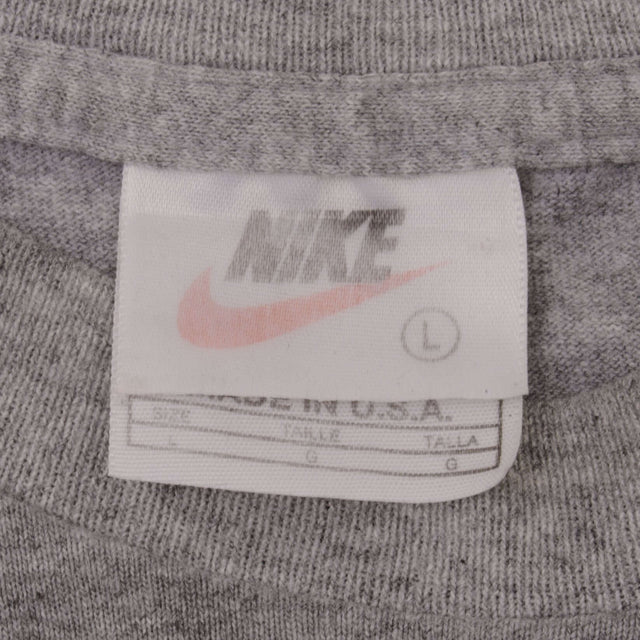 NIKE
L
MADE IN U.S.A.
SIZE TAILLE TALLA
L G G